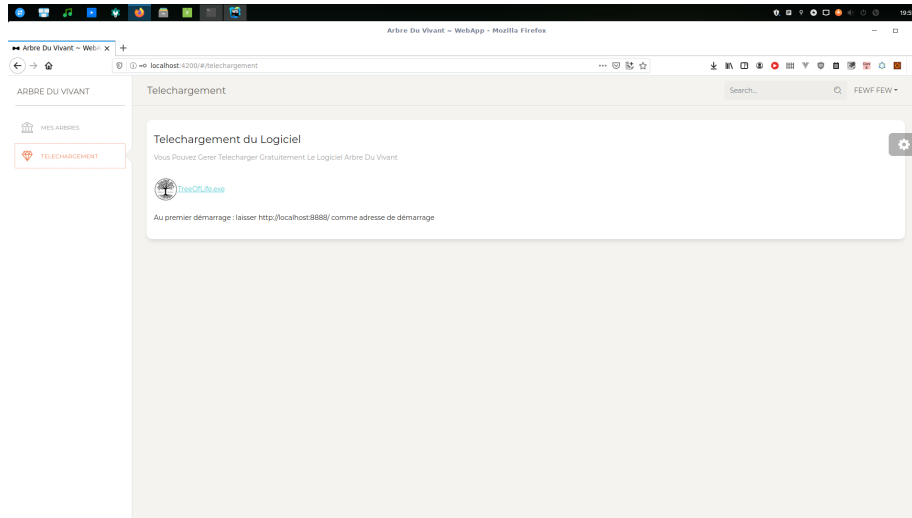 19:5
Arbre Du Vivant ~ WebApp - Mozilla Firefox
Arbre Du Vivant ~ WebA
localhost:4200/#/telechargement
ARBRE DU VIVANT
Telechargement
Search...
FEWF FEW
MES ARBRES
TELECHARGEMENT
Telechargement du Logiciel
Vous Pouvez Gerer Telecharger Gratuitement Le Logiciel Arbre Du Vivant
TreeOfLife.exe
Au premier démarrage : laisser http://localhost:8888/ comme adresse de démarrage